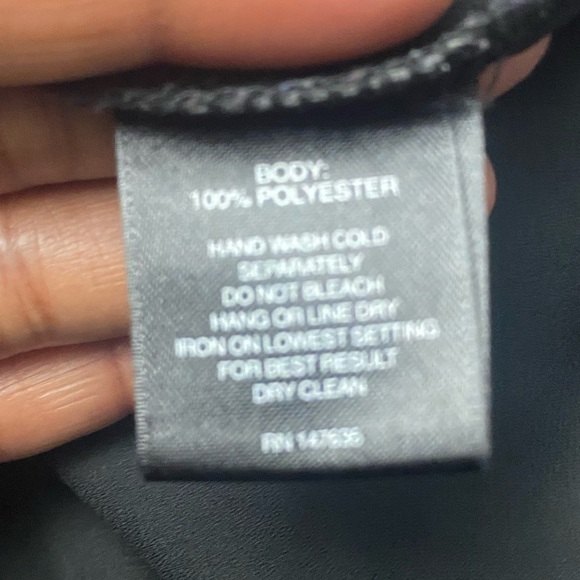 BODY:
100% POLYESTER
HAND WASH COLD
SEPARATELY
DO NOT BLEACH
HANG OR LINE DRY
IRON ON LOWEST SETTING
FOR BEST RESULT
DRY CLEAN
RN